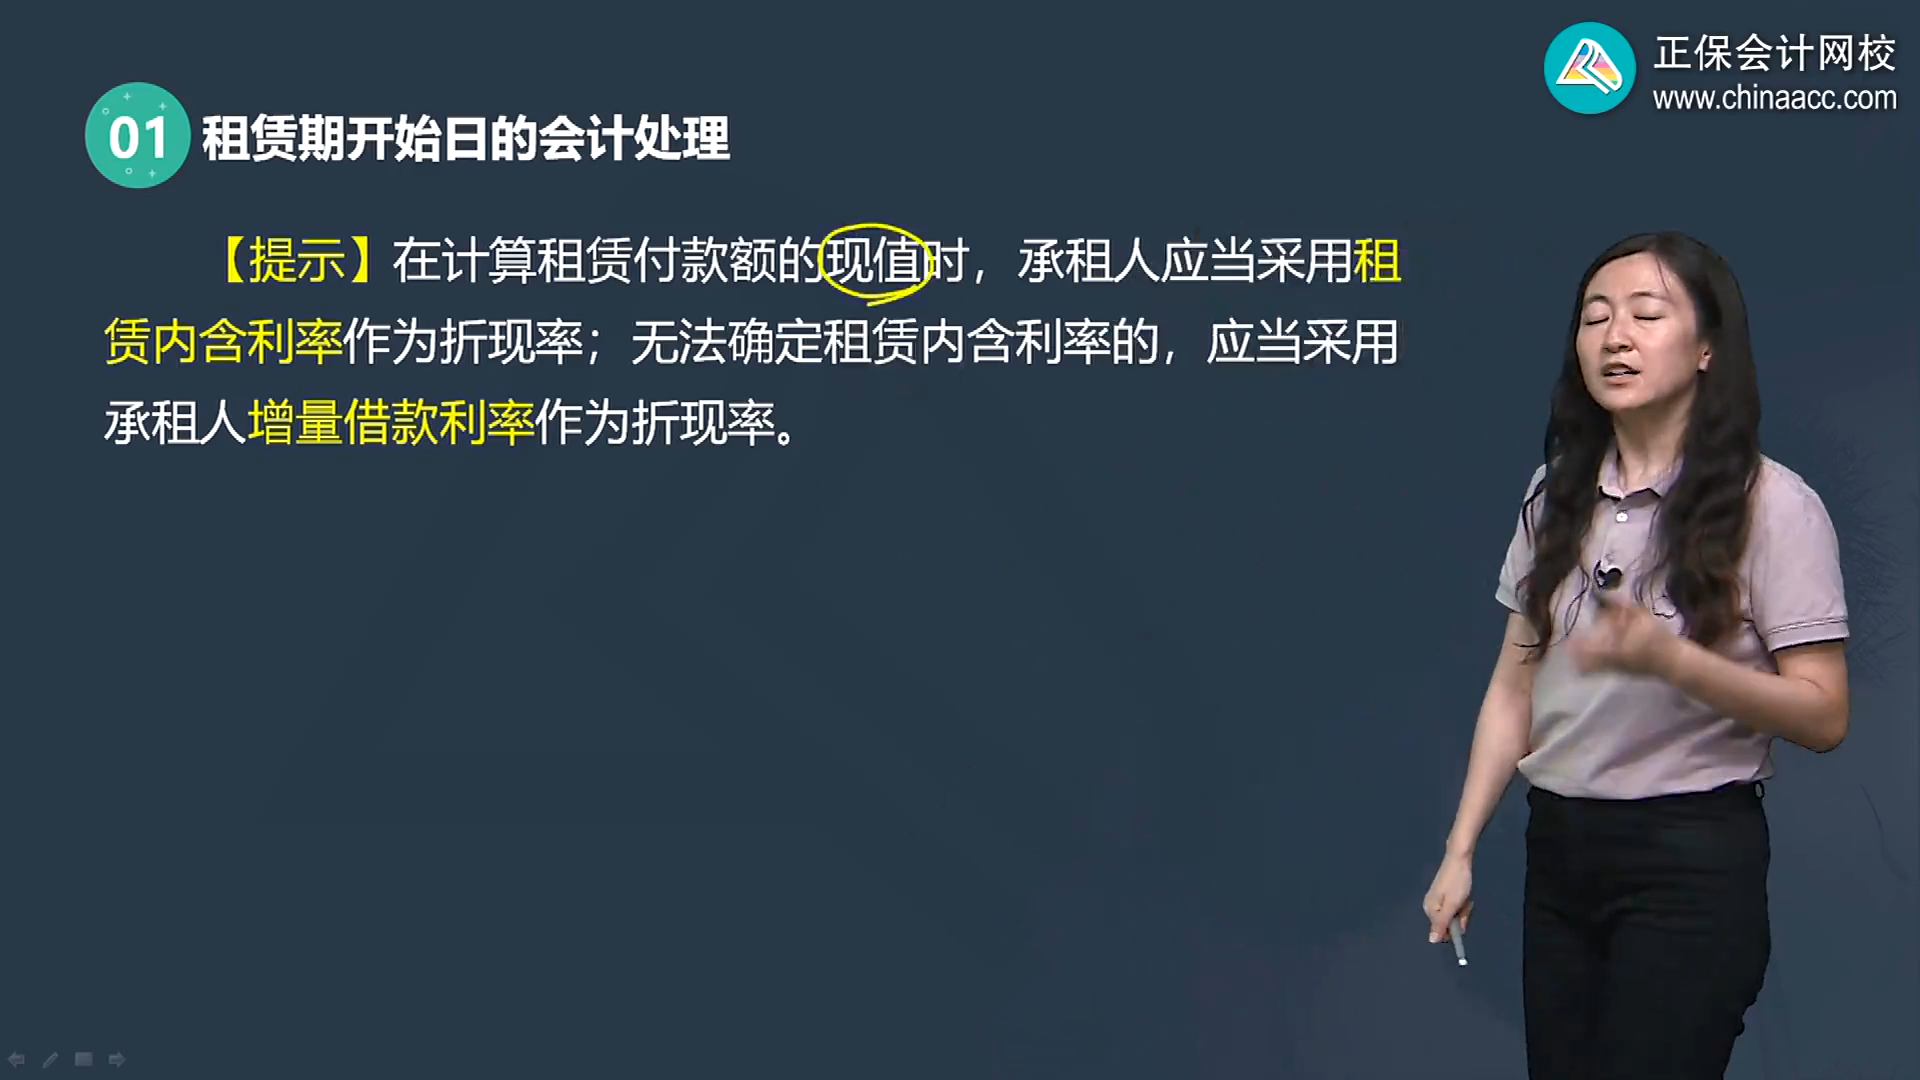 正保会计网校
www.chinaacc.com
01 租赁期开始日的会计处理
【提示】在计算租赁付款额的现值时，承租人应当采用租
赁内含利率作为折现率；无法确定租赁内含利率的，应当采用
承租人增量借款利率作为折现率。